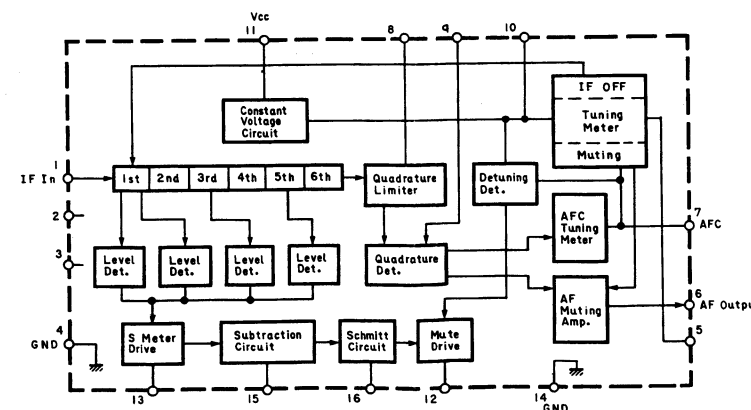 Vcc
11
8
9
10
IF OFF
Tuning
Meter
Muting
Constant
Voltage
Circuit
1
IF In
1st 2nd 3rd 4th 5th 6th
Quadrature
Limiter
Detuning
Det.
2
3
AFC
Tuning
Meter
7
AFC
Level
Det.
Level
Det.
Level
Det.
Level
Det.
Quadrature
Det.
AF
Muting
Amp.
6
AF Outpu
4
GND
S Meter
Drive
Subtraction
Circuit
Schmitt
Circuit
Mute
Drive
5
13
15
16
12
14
GND